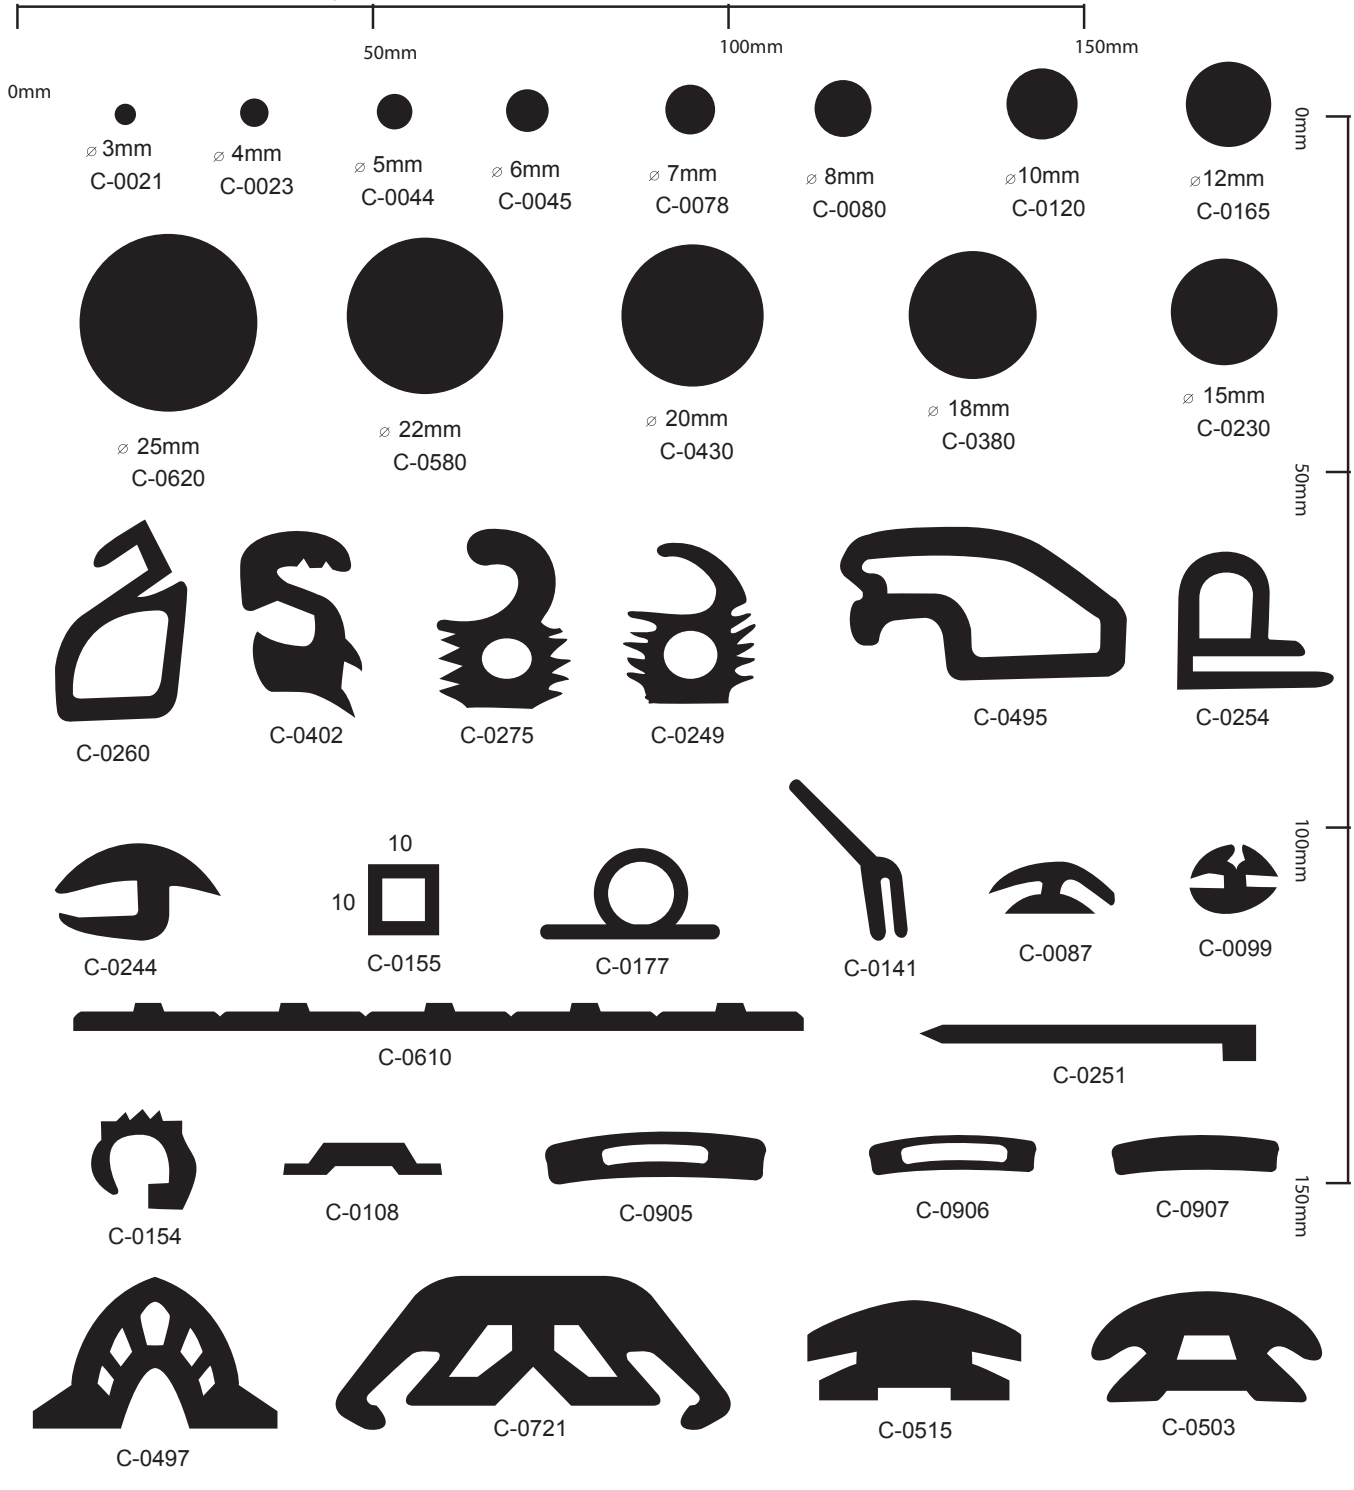 50mm
100mm
150mm
0mm
0mm
⌀ 3mm
C-0021
⌀ 4mm
C-0023
⌀ 5mm
C-0044
⌀ 6mm
C-0045
⌀ 7mm
C-0078
⌀ 8mm
C-0080
⌀10mm
C-0120
⌀12mm
C-0165
⌀ 25mm
C-0620
⌀ 22mm
C-0580
⌀ 20mm
C-0430
⌀ 18mm
C-0380
⌀ 15mm
C-0230
50mm
C-0260
C-0402
C-0275
C-0249
C-0495
C-0254
100mm
C-0244
10
10
C-0155
C-0177
C-0141
C-0087
C-0099
C-0610
C-0251
C-0154
C-0108
C-0905
C-0906
C-0907
150mm
C-0497
C-0721
C-0515
C-0503